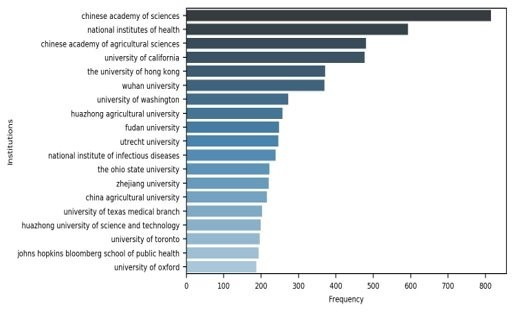 chinese academy of sciences
national institutes of health
chinese academy of agricultural sciences
university of california
the university of hong kong
wuhan university
university of washington
huazhong agricultural university
fudan university
utrecht university
national institute of infectious diseases
the ohio state university
zhejiang university
china agricultural university
university of texas medical branch
huazhong university of science and technology
university of toronto
johns hopkins bloomberg school of public health
university of oxford
Institutions
0 100 200 300 400 500 600 700 800
Frequency